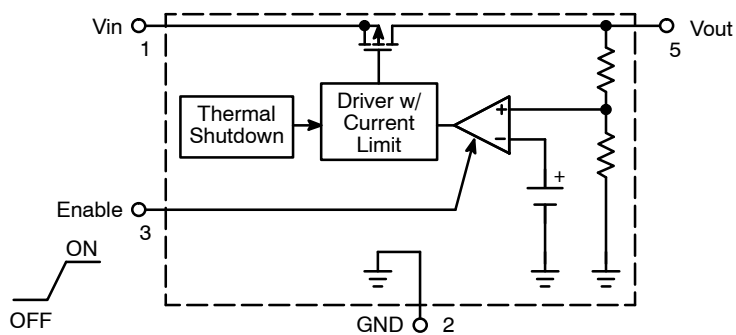 Vin
1
5
Vout
Thermal
Shutdown
Driver w/
Current
Limit
+
−
+
Enable
3
ON
OFF
GND
2